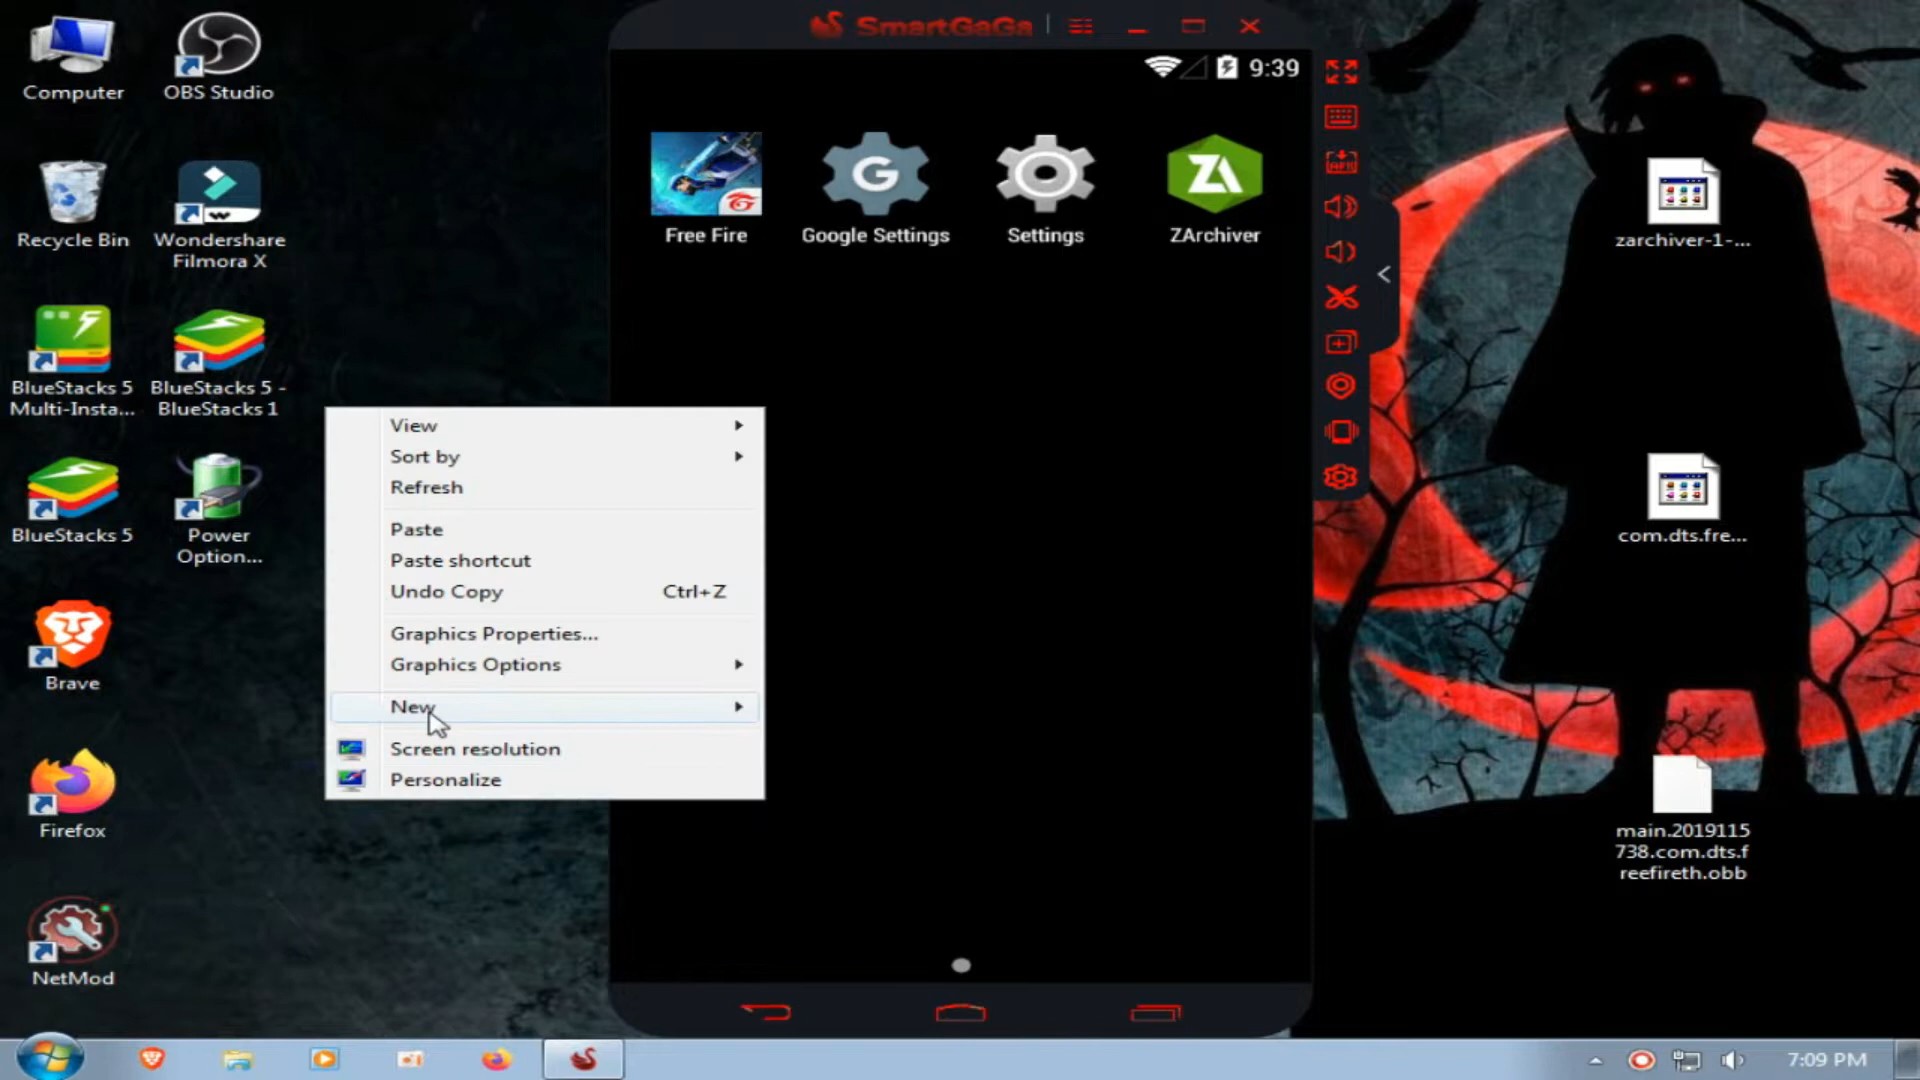 SmartGaGa
9:39
Computer
OBS Studio
Recycle Bin
Wondershare
Filmora X
BlueStacks 5
Multi-Insta...
BlueStacks 5 -
BlueStacks 1
BlueStacks 5
Power
Option...
Brave
Firefox
NetMod
Free Fire
Google Settings
Settings
ZArchiver
View
Sort by
Refresh
Paste
Paste shortcut
Undo Copy Ctrl+Z
Graphics Properties...
Graphics Options
New
Screen resolution
Personalize
APK
zarchiver-1-...
com.dts.fre...
main.2019115
738.com.dts.f
reefireth.obb
7:09 PM